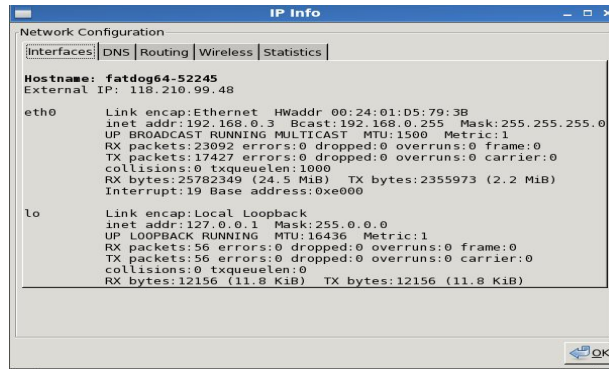 IP Info
Network Configuration
Interfaces DNS Routing Wireless Statistics
Hostname: fatdog64-52245
External IP: 118.210.99.48
eth0 Link encap:Ethernet HWaddr 00:24:01:D5:79:3B
inet addr:192.168.0.3 Bcast:192.168.0.255 Mask:255.255.255.0
UP BROADCAST RUNNING MULTICAST MTU:1500 Metric:1
RX packets:23092 errors:0 dropped:0 overruns:0 frame:0
TX packets:17427 errors:0 dropped:0 overruns:0 carrier:0
collisions:0 txqueuelen:1000
RX bytes:25782349 (24.5 MiB) TX bytes:2355973 (2.2 MiB)
Interrupt:19 Base address:0xe000
lo Link encap:Local Loopback
inet addr:127.0.0.1 Mask:255.0.0.0
UP LOOPBACK RUNNING MTU:16436 Metric:1
RX packets:56 errors:0 dropped:0 overruns:0 frame:0
TX packets:56 errors:0 dropped:0 overruns:0 carrier:0
collisions:0 txqueuelen:0
RX bytes:12156 (11.8 KiB) TX bytes:12156 (11.8 KiB)
OK